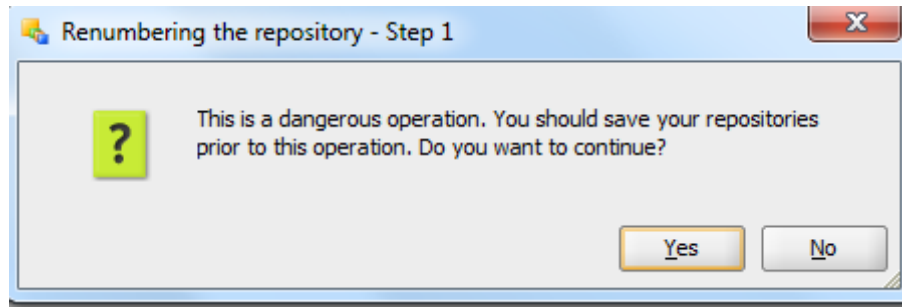 Renumbering the repository - Step 1
This is a dangerous operation. You should save your repositories
prior to this operation. Do you want to continue?
Yes No